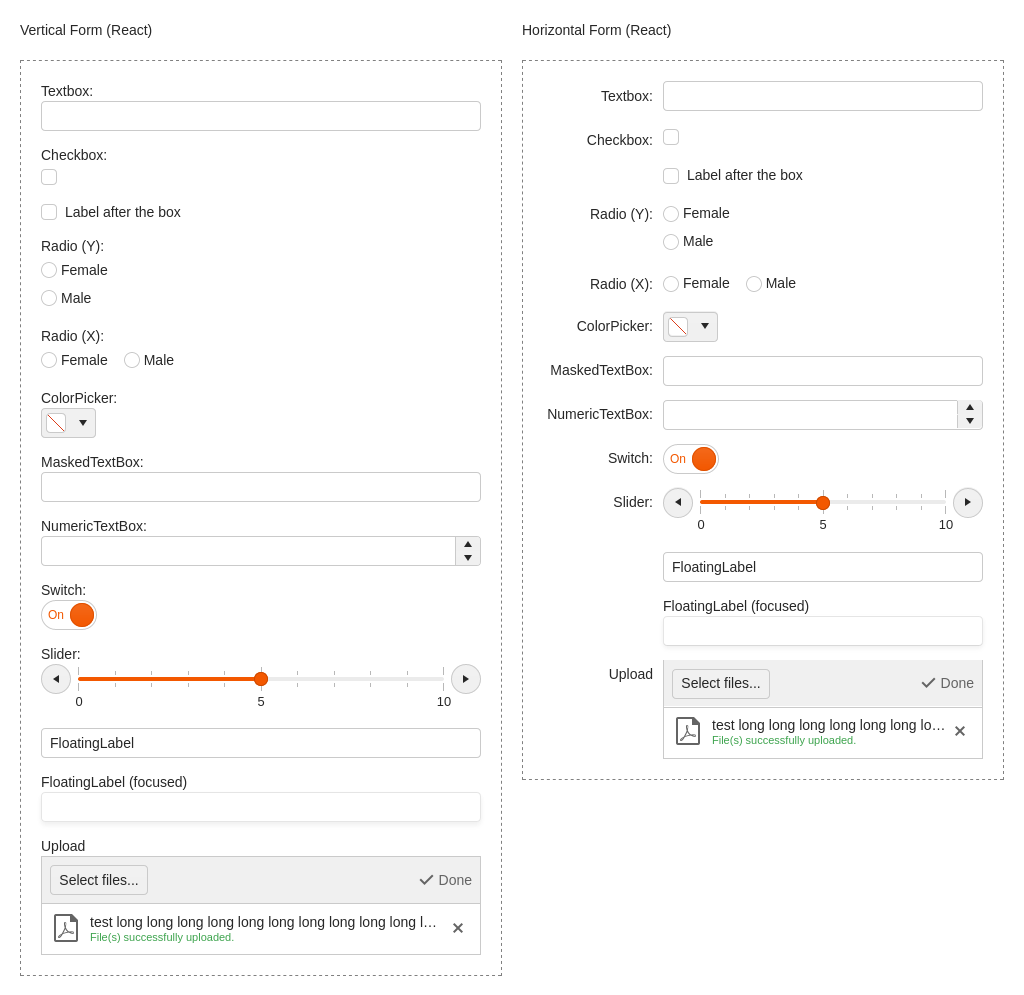 Vertical Form (React)
Textbox:
Checkbox:
Label after the box
Radio (Y):
Female
Male
Radio (X):
Female Male
ColorPicker:
MaskedTextBox:
NumericTextBox:
Switch:
On
Slider:
0 5 10
FloatingLabel
FloatingLabel (focused)
Upload
Select files... Done
test long long long long long long long long long long l…
File(s) successfully uploaded.
Horizontal Form (React)
Textbox:
Checkbox:
Label after the box
Radio (Y): Female
Male
Radio (X): Female Male
ColorPicker:
MaskedTextBox:
NumericTextBox:
Switch: On
Slider:
0 5 10
FloatingLabel
FloatingLabel (focused)
Upload
Select files... Done
test long long long long long long lo…
File(s) successfully uploaded.